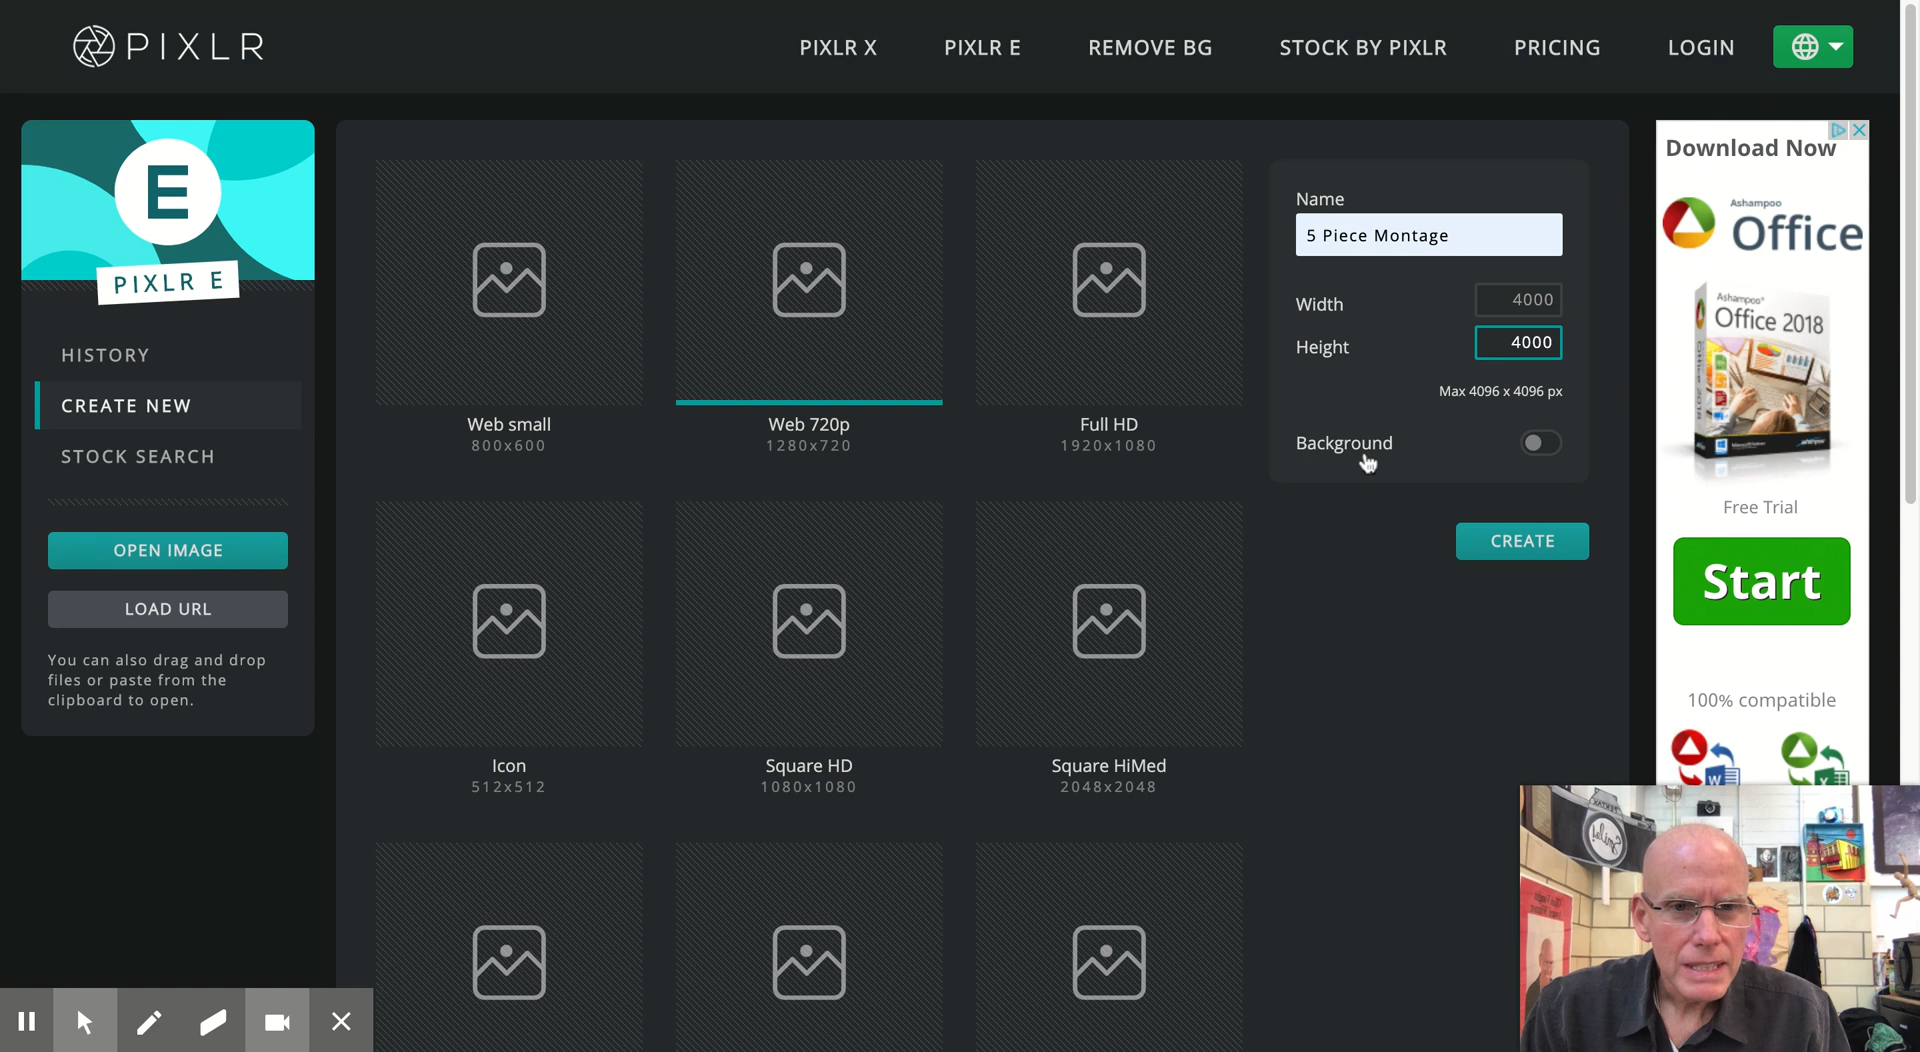 PIXLR
PIXLR X
PIXLR E
REMOVE BG
STOCK BY PIXLR
PRICING
LOGIN
E
PIXLR E
HISTORY
CREATE NEW
STOCK SEARCH
OPEN IMAGE
LOAD URL
You can also drag and drop
files or paste from the
clipboard to open.
Web small
800x600
Web 720p
1280x720
Full HD
1920x1080
Icon
512x512
Square HD
1080x1080
Square HiMed
2048x2048
Name
5 Piece Montage
Width
4000
Height
4000
Max 4096 x 4096 px
Background
CREATE
Download Now
Ashampoo
Office
Ashampoo®
Office 2018
Free Trial
Start
100% compatible
W
X